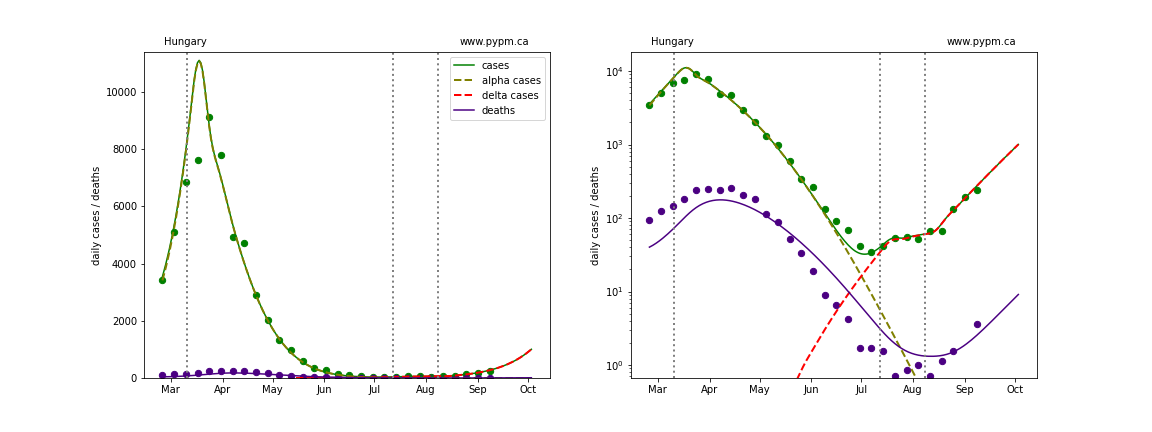 Hungary www.pypm.ca
cases
alpha cases
delta cases
deaths
daily cases / deaths
10000
8000
6000
4000
2000
0
Mar Apr May Jun Jul Aug Sep Oct
Hungary www.pypm.ca
daily cases / deaths
10⁴
10³
10²
10¹
10⁰
Mar Apr May Jun Jul Aug Sep Oct